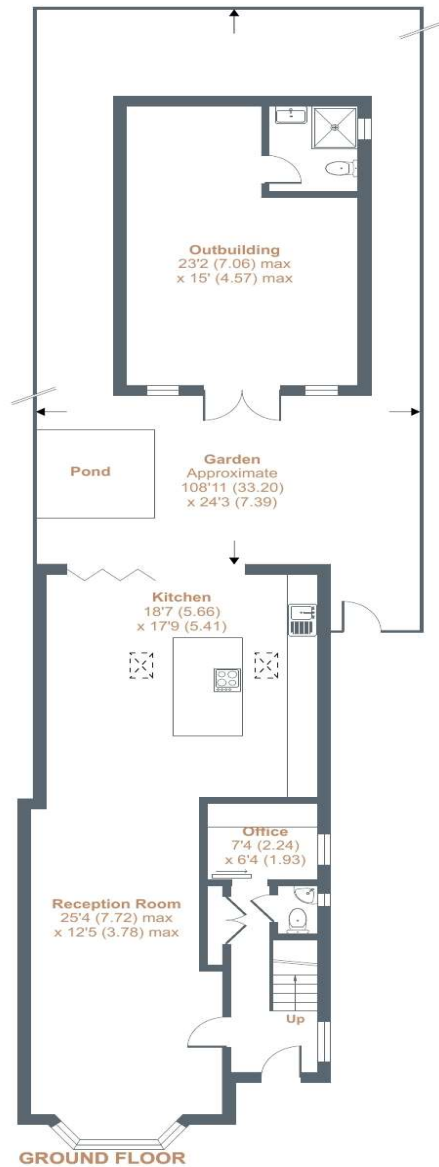 Outbuilding
23'2 (7.06) max
x 15' (4.57) max
Pond
Garden
Approximate
108'11 (33.20)
x 24'3 (7.39)
Kitchen
18'7 (5.66)
x 17'9 (5.41)
Office
7'4 (2.24)
x 6'4 (1.93)
Reception Room
25'4 (7.72) max
x 12'5 (3.78) max
Up
GROUND FLOOR